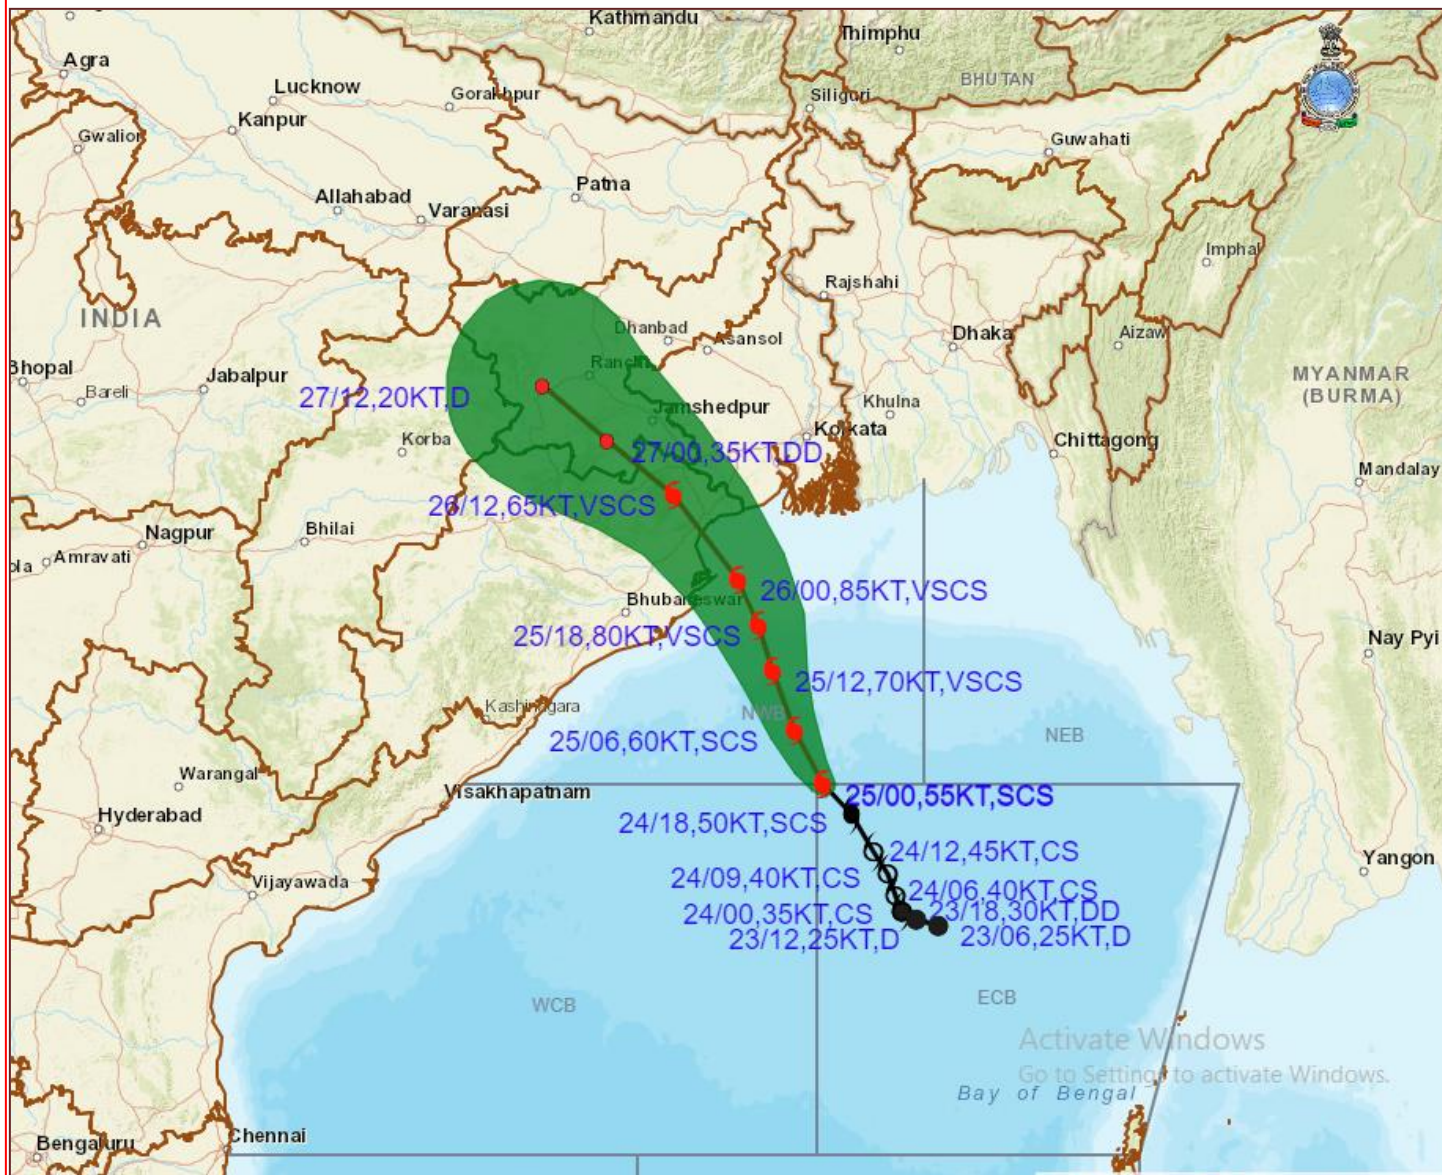 Kathmandu
Thimphu
Agra
BHUTAN
Lucknow
Gorakhpur
Siliguri
Kanpur
Gwalior
Guwahati
Patna
Allahabad
Varanasi
Imphal
Rajshahi
INDIA
Dhanbad
Dhaka
Aizaw
Asansol
Bhopal
Ranchi
Jabalpur
MYANMAR
(BURMA)
Bareli
27/12,20KT,D
Jamshedpur
Khulna
Korba
Kolkata
Chittagong
27/00,35KT,DD
Mandalay
26/12,65KT,VSCS
Nagpur
Bhilai
Amravati
ola
26/00,85KT,VSCS
Bhubaneswar
25/18,80KT,VSCS
Nay Pyi
25/12,70KT,VSCS
NWB
NEB
25/06,60KT,SCS
Warangal
Visakhapatnam
25/00,55KT,SCS
Hyderabad
24/18,50KT,SCS
24/12,45KT,CS
Yangon
24/09,40KT,CS
Vijayawada
24/06,40KT,CS
24/00,35KT,CS
23/18,30KT,DD
23/12,25KT,D
23/06,25KT,D
WCB
ECB
Activate Windows
Go to Settings to activate Windows.
Bay of Bengal
Chennai
Bengaluru